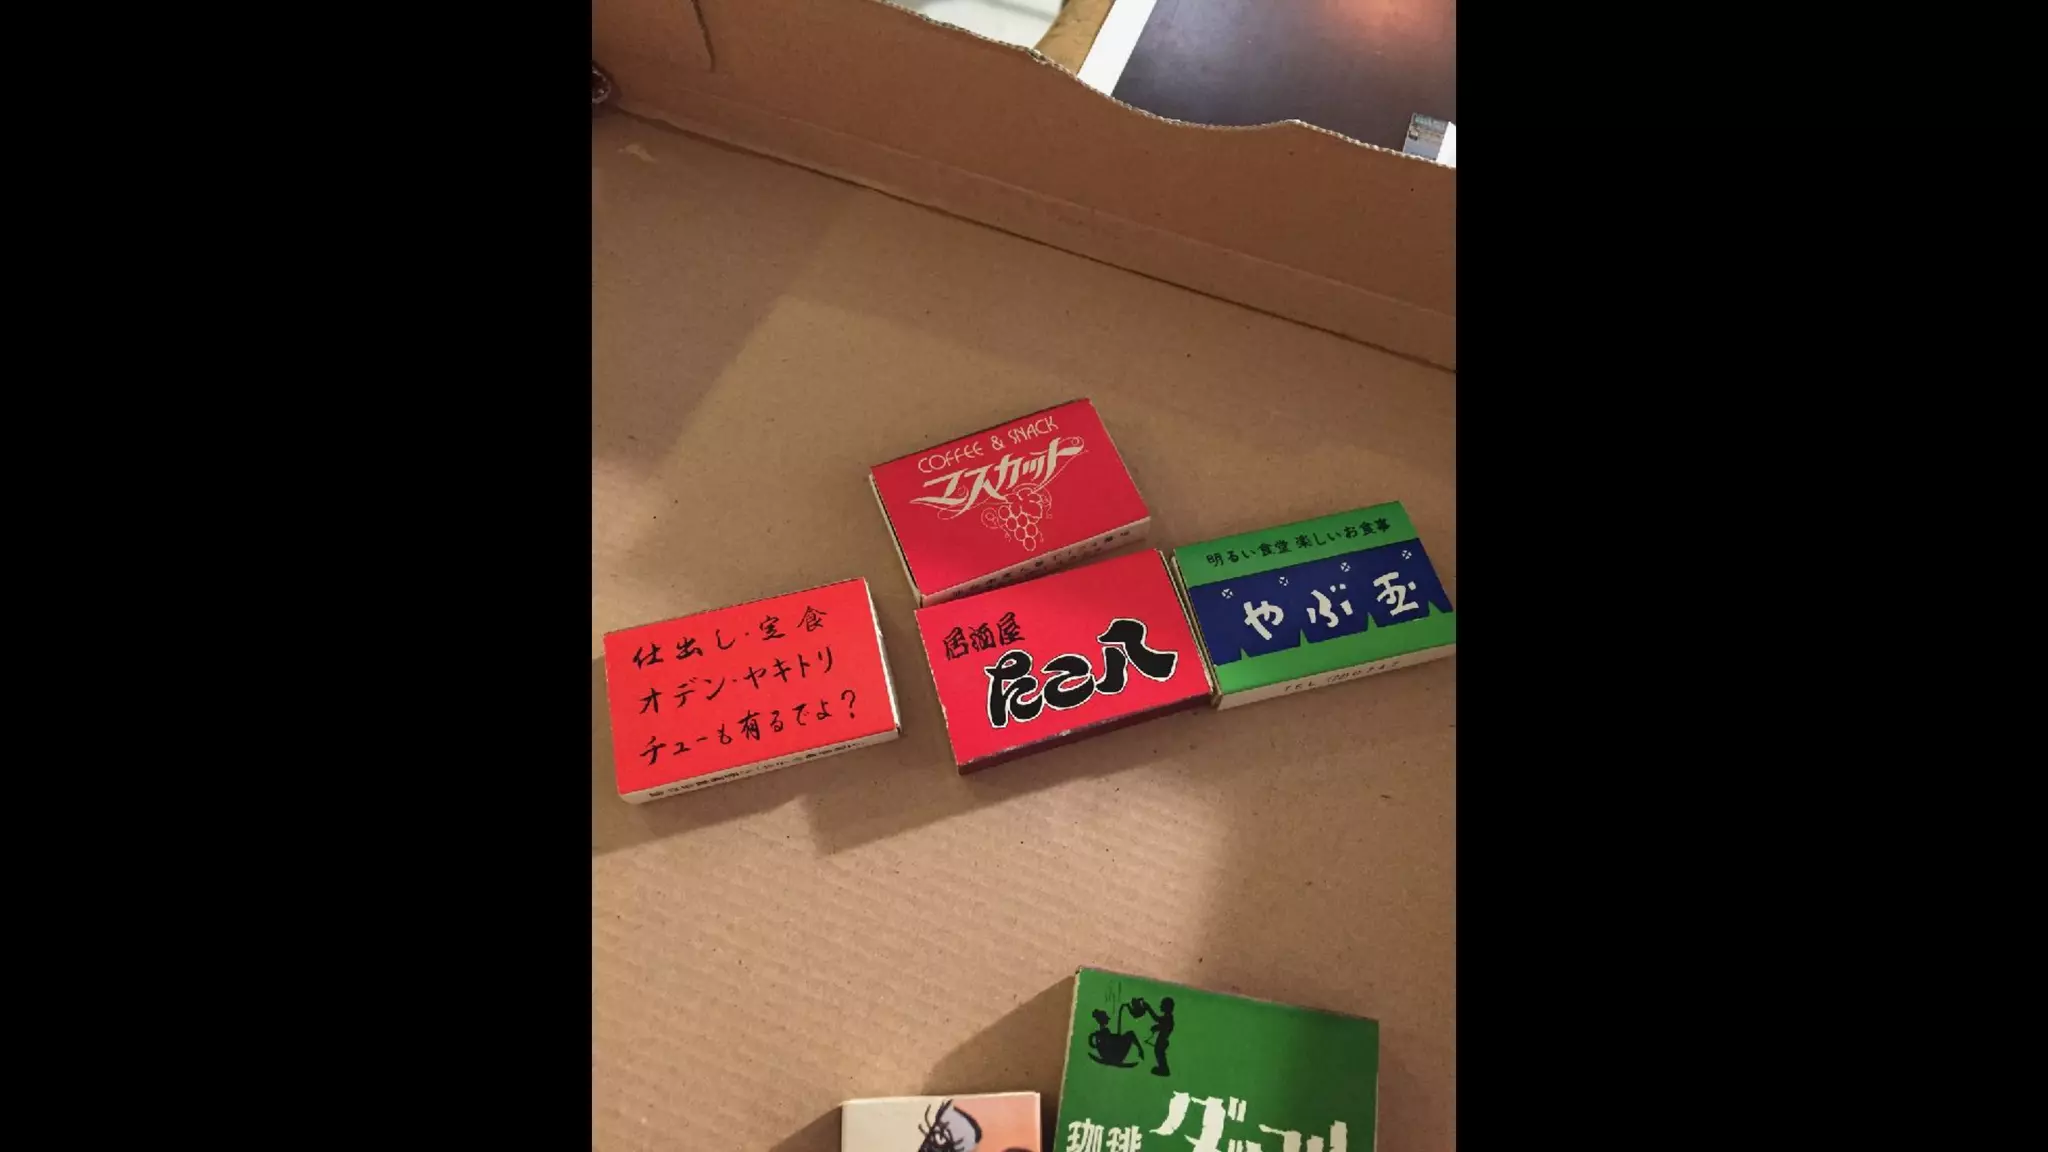 COFFEE & SNACK
マスカット
明るい食堂 楽しいお食事
やぶ玉
仕出し・定食
オデン・ヤキトリ
チューも有るでよ?
居酒屋
たこ八
珈琲